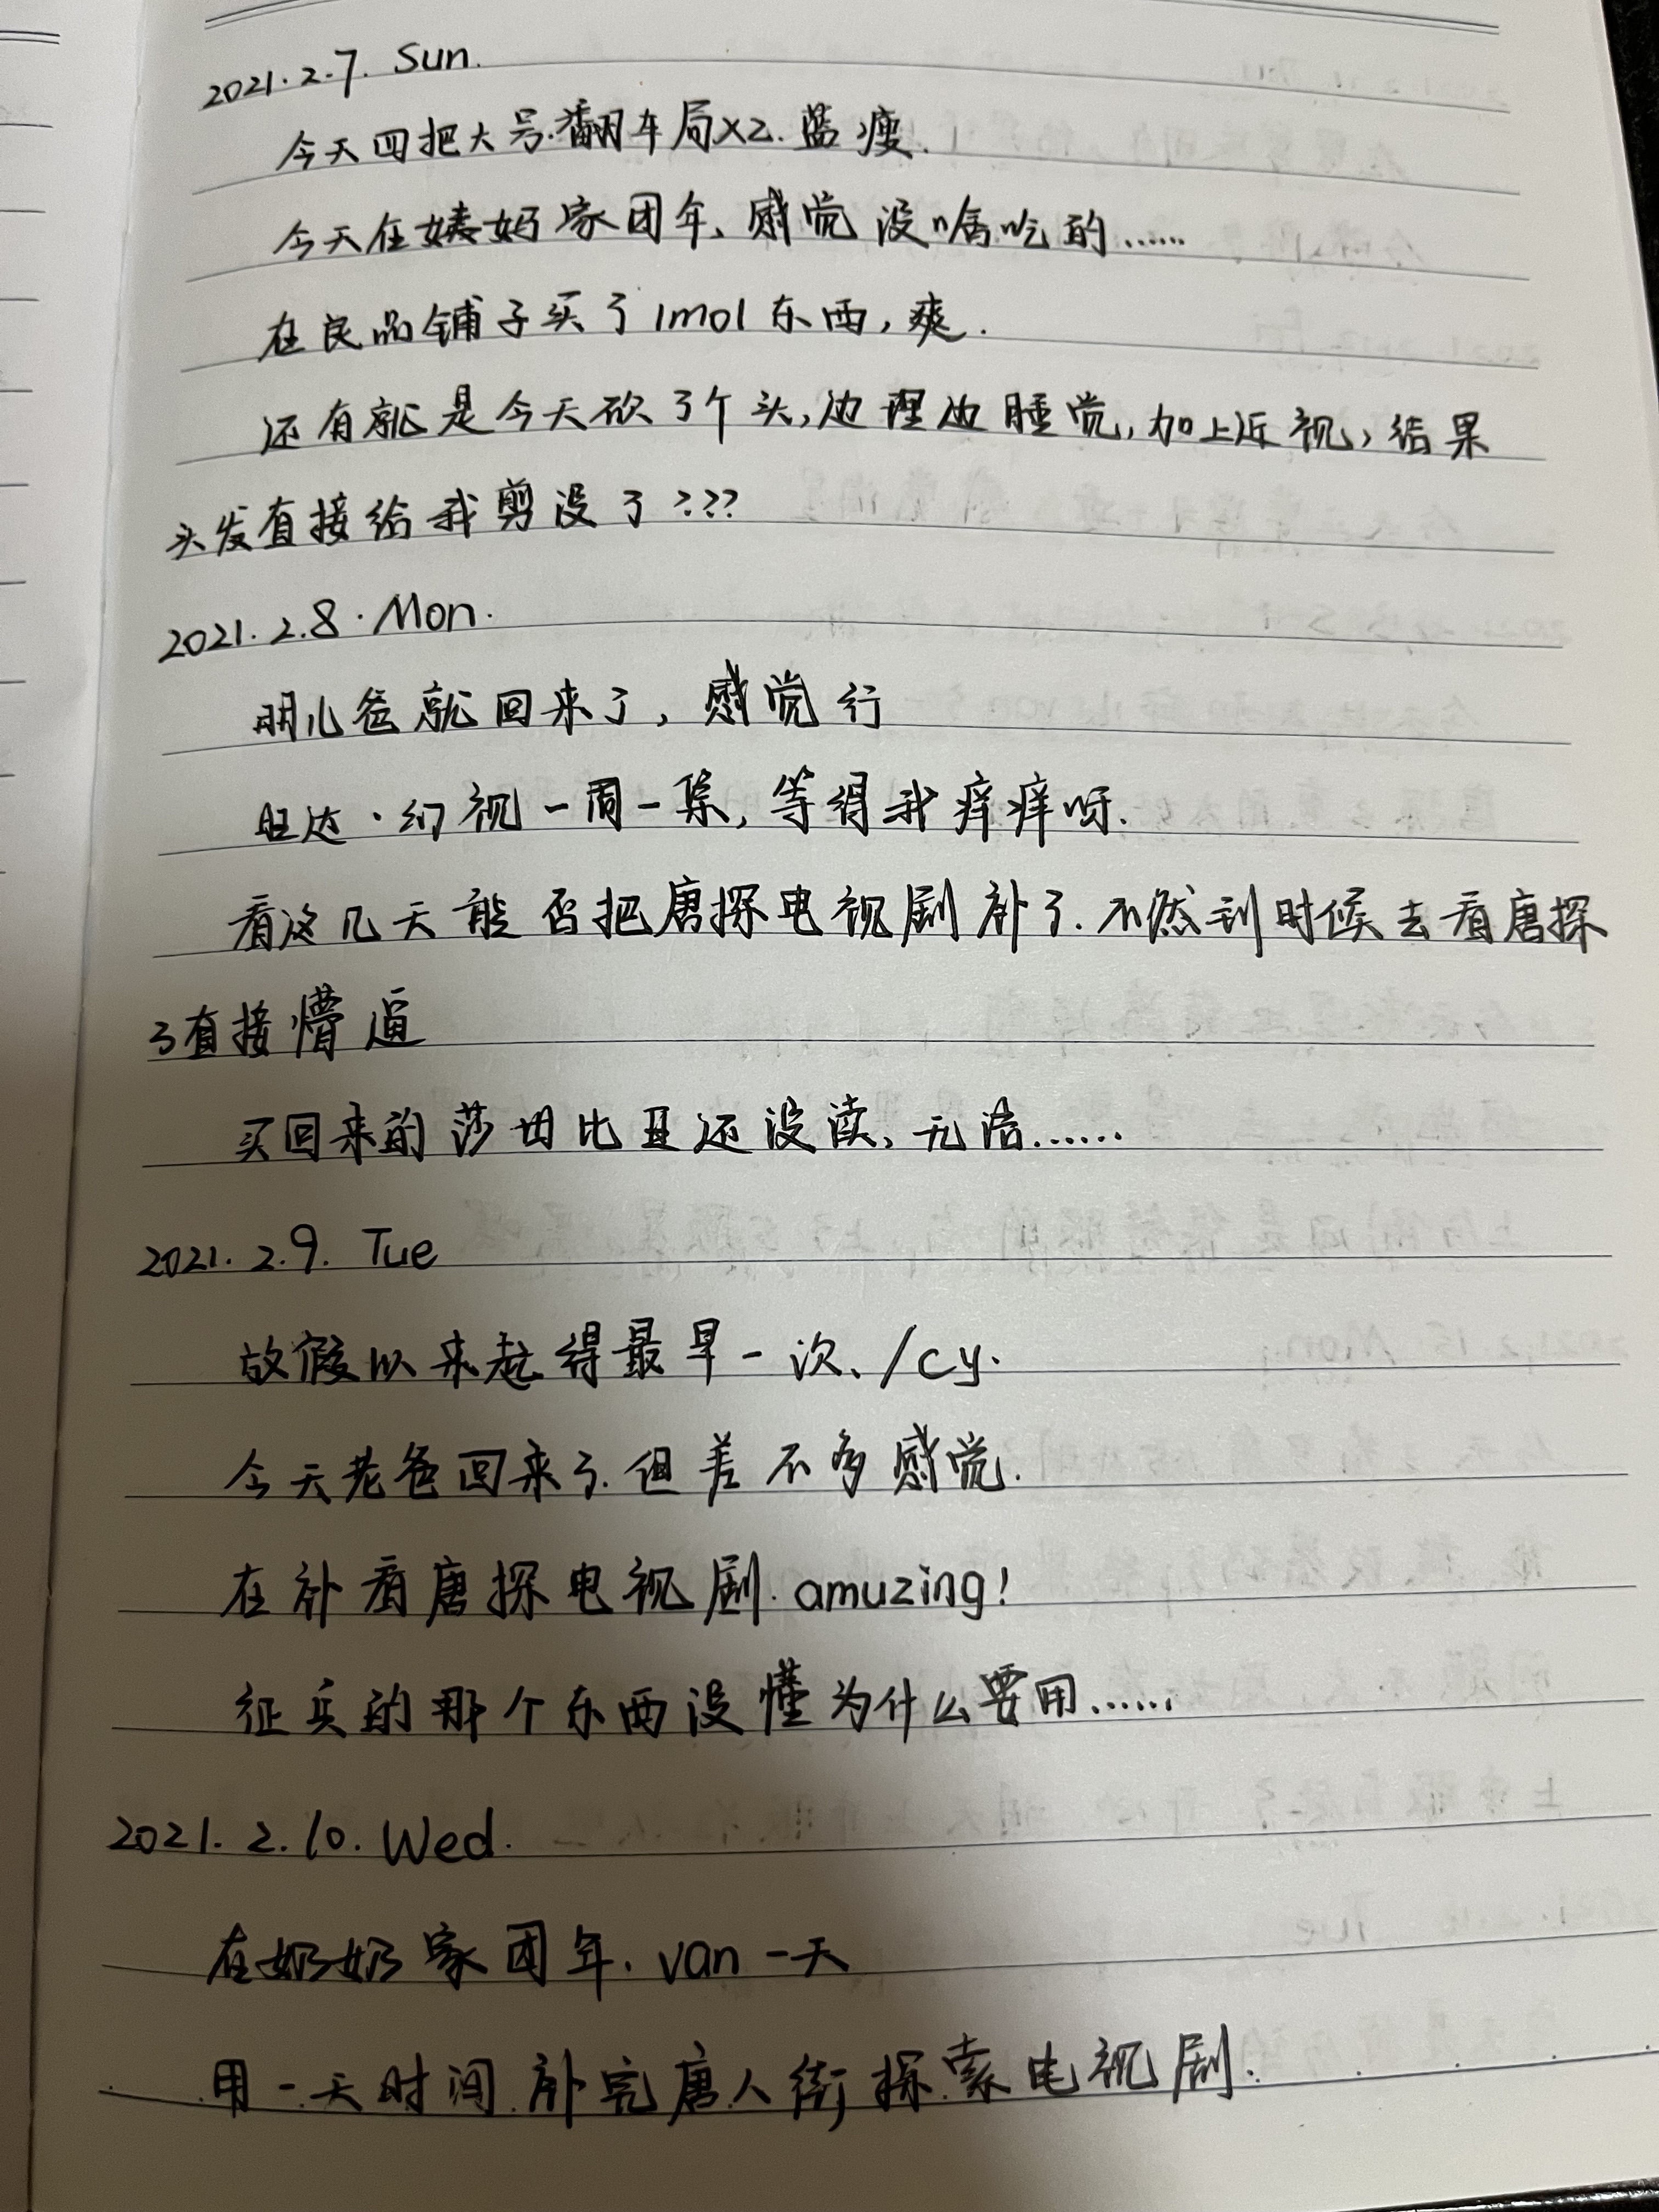 2021.2.7. Sun.
今天四把大号.翻车局X2.蓝瘦.
今天在姨妈家团年、感觉没啥吃的……
在良品铺子买了1mol东西,爽.
还有就是今天砍了个头,边理边睡觉,加上近视,结果
头发直接给我剪没了???
2021.2.8.Mon.
明儿爸就回来了,感觉行
旺达·幻视一周一集,等得我痒痒呀.
看这几天能否把唐探电视剧补了.不然到时候去看唐探
3直接懵逼
买回来的莎士比亚还没读、无语……
2021.2.9. Tue
放假以来起得最早一次、/cy.
今天老爸回来了.但差不多感觉.
在补看唐探电视剧.amuzing!
征兵的那个东西没懂为什么要用……
2021.2.10.Wed.
在奶奶家团年.van一天
用一天时间补完唐人街探索电视剧.